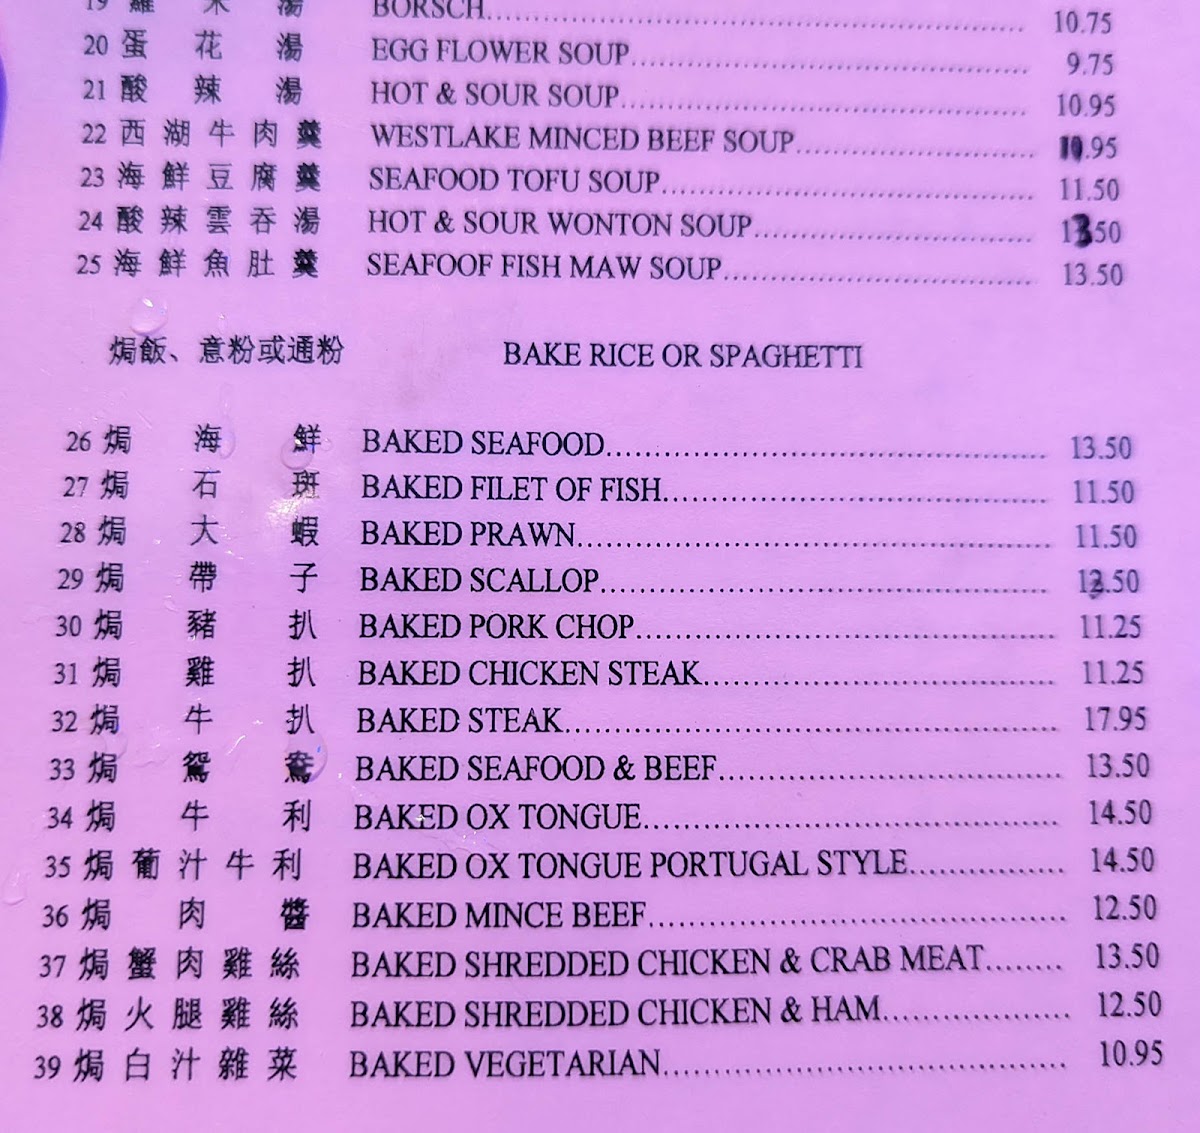 19 羅 宋 湯 BORSCH........................ 10.75
20 蛋 花 湯 EGG FLOWER SOUP........................ 9.75
21 酸 辣 湯 HOT & SOUR SOUP........................ 10.95
22 西 湖 牛 肉 羹 WESTLAKE MINCED BEEF SOUP........................
23 海 鮮 豆 腐 羹 SEAFOOD TOFU SOUP........................ 11.50
24 酸 辣 雲 吞 湯 HOT & SOUR WONTON SOUP........................ 13.50
25 海 鮮 魚 肚 羹 SEAFOOF FISH MAW SOUP........................ 13.50
焗飯、意粉或通粉 BAKE RICE OR SPAGHETTI
26 焗 海 鮮 BAKED SEAFOOD........................ 13.50
27 焗 石 斑 BAKED FILET OF FISH........................ 11.50
28 焗 大 蝦 BAKED PRAWN........................ 11.50
29 焗 帶 子 BAKED SCALLOP........................ 13.50
30 焗 豬 扒 BAKED PORK CHOP........................ 11.25
31 焗 雞 扒 BAKED CHICKEN STEAK........................ 11.25
32 焗 牛 扒 BAKED STEAK........................ 17.95
33 焗 鴛 鴦 BAKED SEAFOOD & BEEF........................ 13.50
34 焗 牛 利 BAKED OX TONGUE........................ 14.50
35 焗 葡 汁 牛 利 BAKED OX TONGUE PORTUGAL STYLE............... 14.50
36 焗 肉 醬 BAKED MINCE BEEF........................ 12.50
37 焗 蟹 肉 雞 絲 BAKED SHREDDED CHICKEN & CRAB MEAT........ 13.50
38 焗 火 腿 雞 絲 BAKED SHREDDED CHICKEN & HAM.................. 12.50
39 焗 白 汁 雜 菜 BAKED VEGETARIAN........................ 10.95